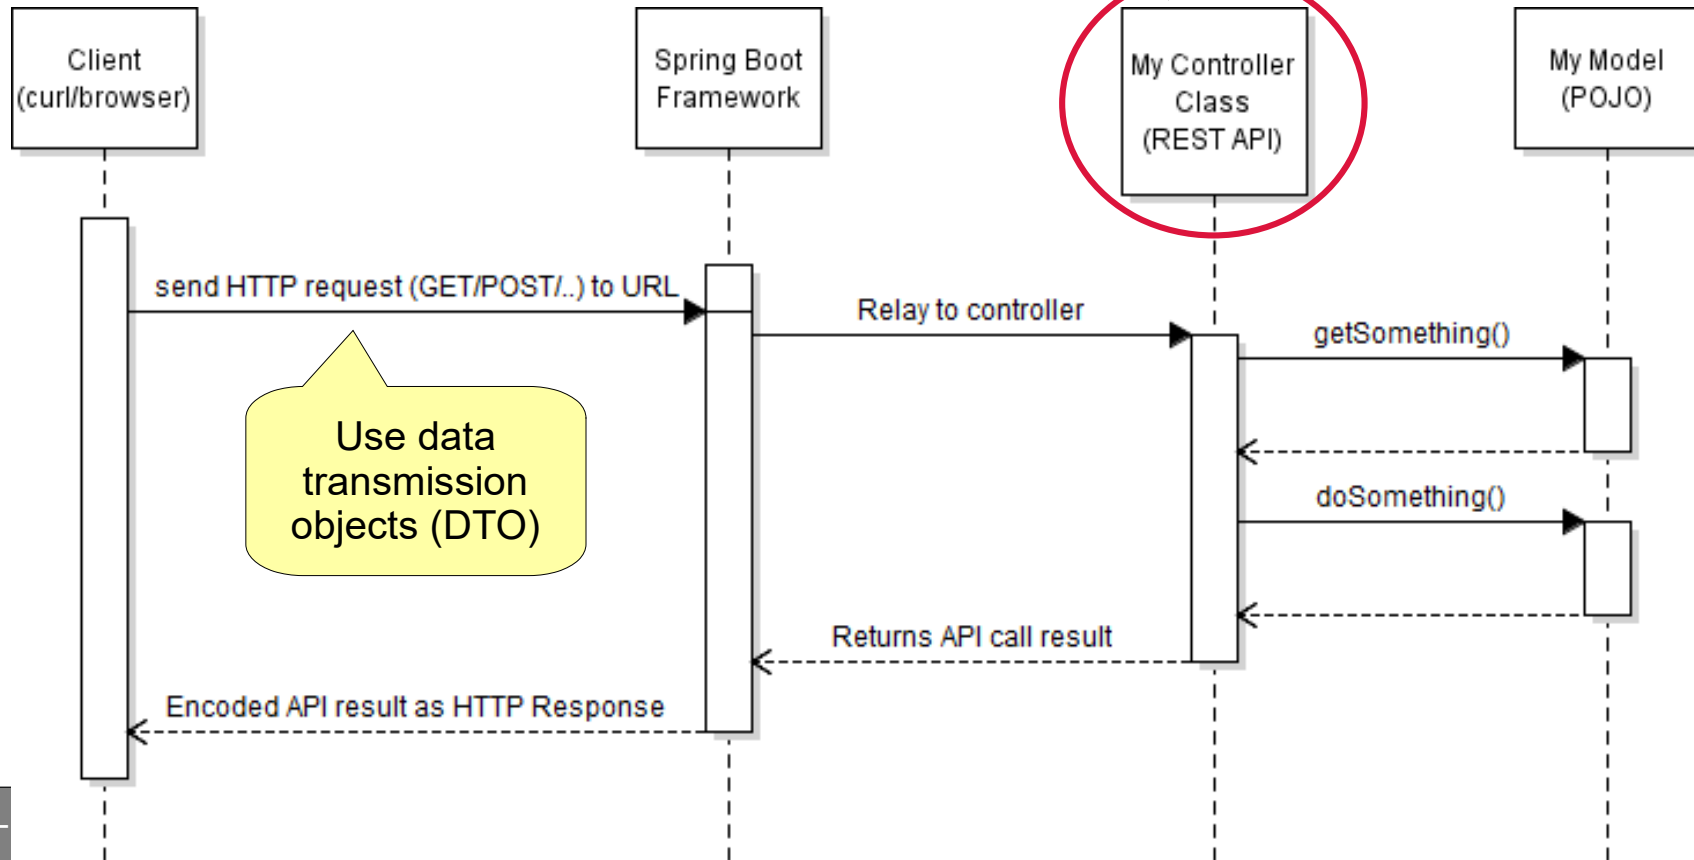 Client
(curl/browser)
Spring Boot
Framework
My Controller
Class
(REST API)
My Model
(POJO)
send HTTP request (GET/POST/..) to URL
Relay to controller
getSomething()
Use data
transmission
objects (DTO)
doSomething()
Returns API call result
Encoded API result as HTTP Response